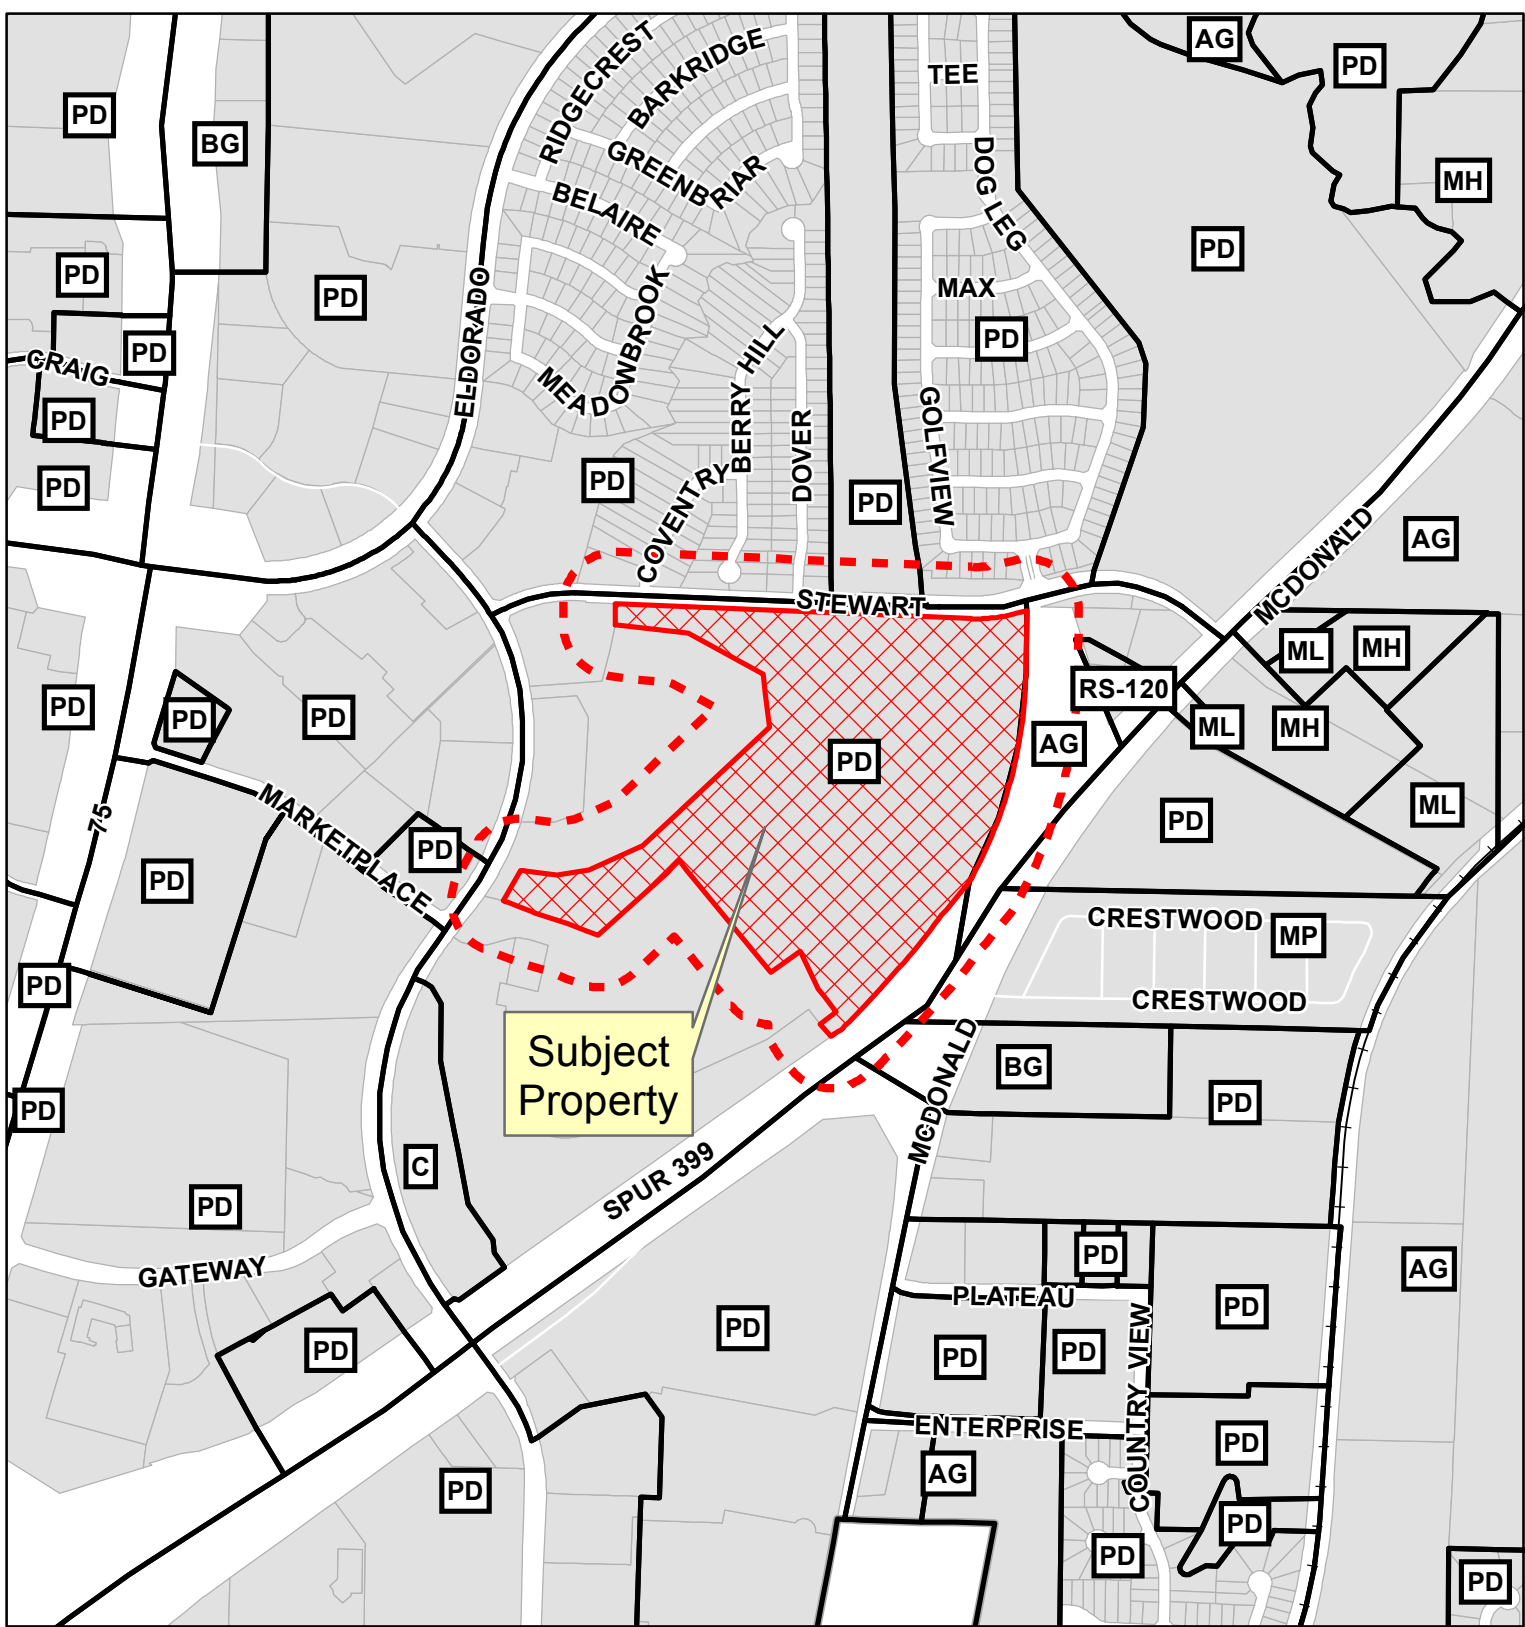 AG
PD
RIDGECREST
BARKRIDGE
TEE
PD
BG
GREENBRIAR
DOG LEG
MH
BELAIRE
PD
PD
PD
MAX
ELDORADO
MEADOWBROOK
BERRY HILL
PD
PD
CRAIG
PD
GOLFVIEW
DOVER
PD
PD
COVENTRY
PD
MCDONALD
AG
STEWART
ML
MH
RS-120
PD
PD
PD
ML
MH
AG
PD
75
MARKETPLACE
PD
PD
ML
PD
CRESTWOOD
MP
PD
CRESTWOOD
Subject
Property
MCDONALD
BG
PD
PD
C
SPUR 399
PD
GATEWAY
PD
AG
PLATEAU
PD
PD
PD
PD
PD
COUNTRY VIEW
ENTERPRISE
PD
AG
PD
PD
PD
PD